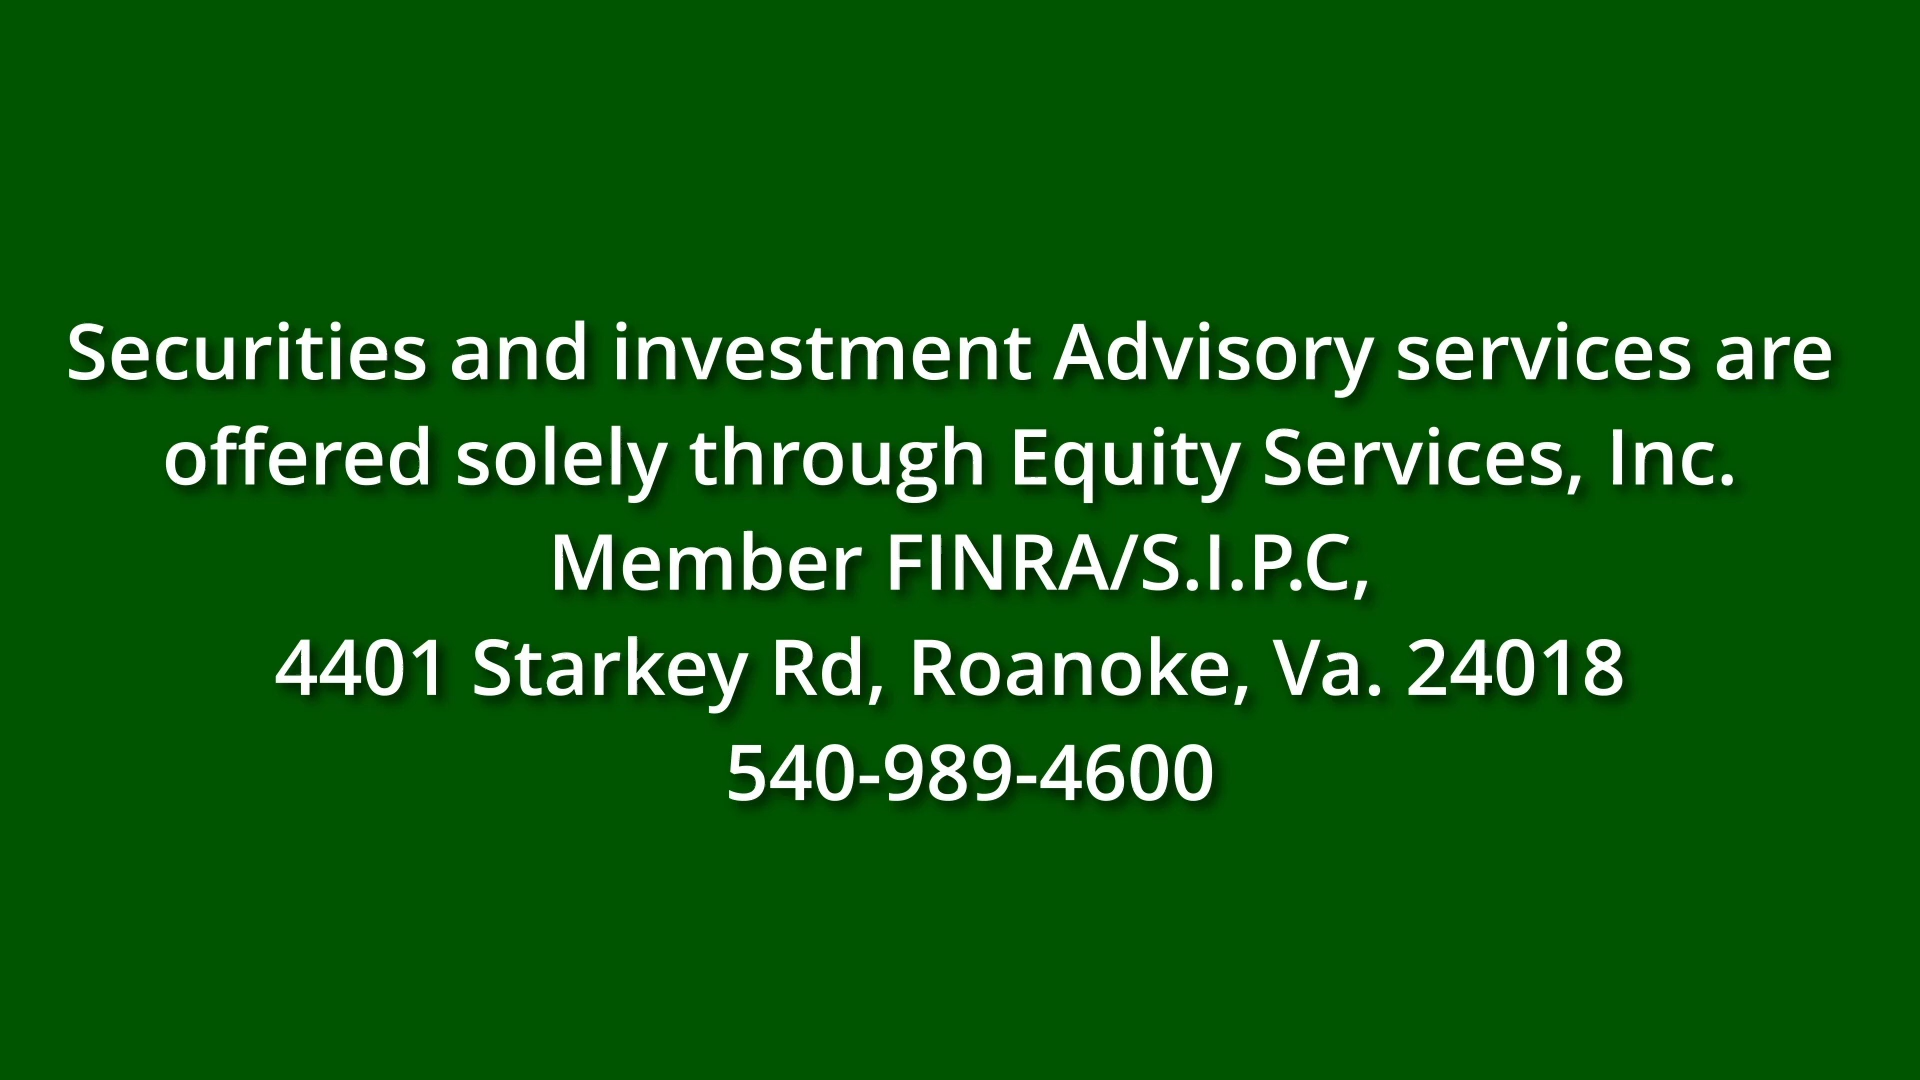 Securities and investment Advisory services are
offered solely through Equity Services, Inc.
Member FINRA/S.I.P.C,
4401 Starkey Rd, Roanoke, Va. 24018
540-989-4600